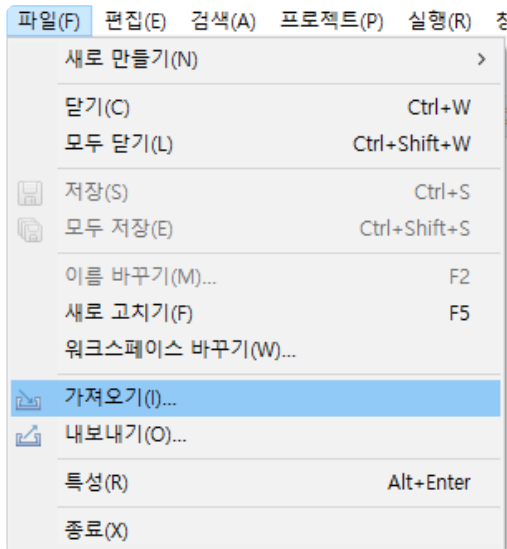 파일(F) 편집(E) 검색(A) 프로젝트(P) 실행(R)
새로 만들기(N) >
닫기(C) Ctrl+W
모두 닫기(L) Ctrl+Shift+W
저장(S) Ctrl+S
모두 저장(E) Ctrl+Shift+S
이름 바꾸기(M)... F2
새로 고치기(F) F5
워크스페이스 바꾸기(W)...
가져오기(I)...
내보내기(O)...
특성(R) Alt+Enter
종료(X)